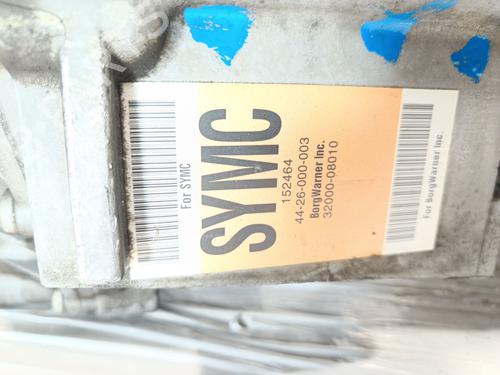 For SYMC
SYMC
152464
44-26-000-003
BorgWarner Inc.
32000-08010
For BorgWarner Inc.